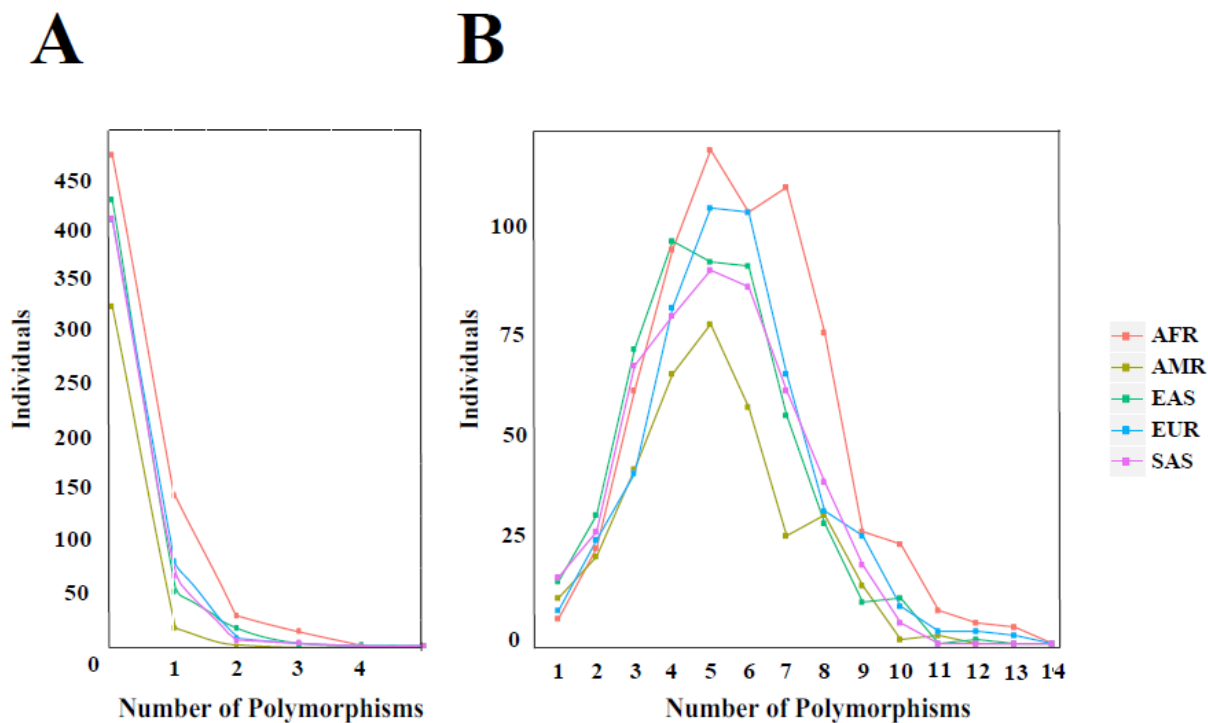 A
B
450
400
350
300
250
200
150
100
50
0
Individuals
1 2 3 4
Number of Polymorphisms
100
75
50
25
0
Individuals
1 2 3 4 5 6 7 8 9 10 11 12 13 14
Number of Polymorphisms
AFR
AMR
EAS
EUR
SAS